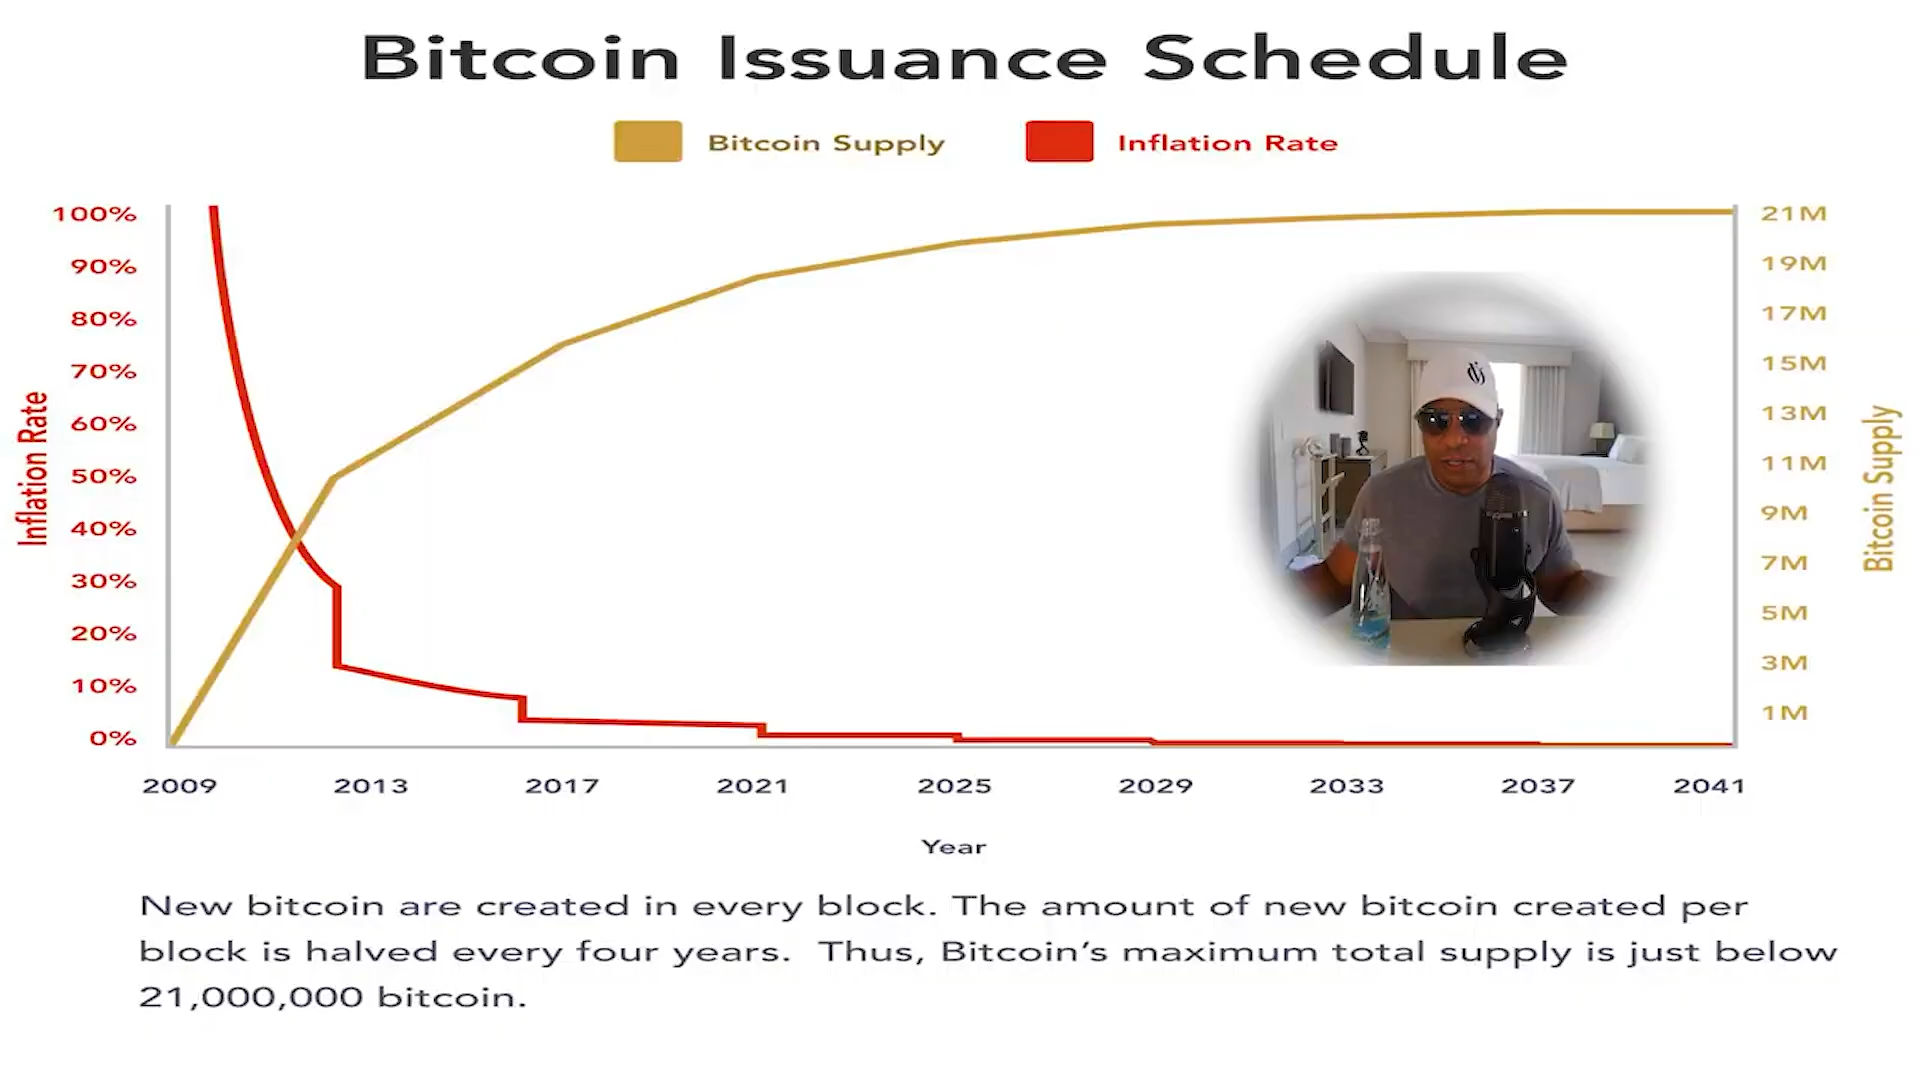 Bitcoin Issuance Schedule
Bitcoin Supply
Inflation Rate
100%
90%
80%
70%
60%
50%
40%
30%
20%
10%
0%
Inflation Rate
21M
19M
17M
15M
13M
11M
9M
7M
5M
3M
1M
Bitcoin Supply
2009
2013
2017
2021
2025
2029
2033
2037
2041
Year
New bitcoin are created in every block. The amount of new bitcoin created per
block is halved every four years.  Thus, Bitcoin’s maximum total supply is just below
21,000,000 bitcoin.